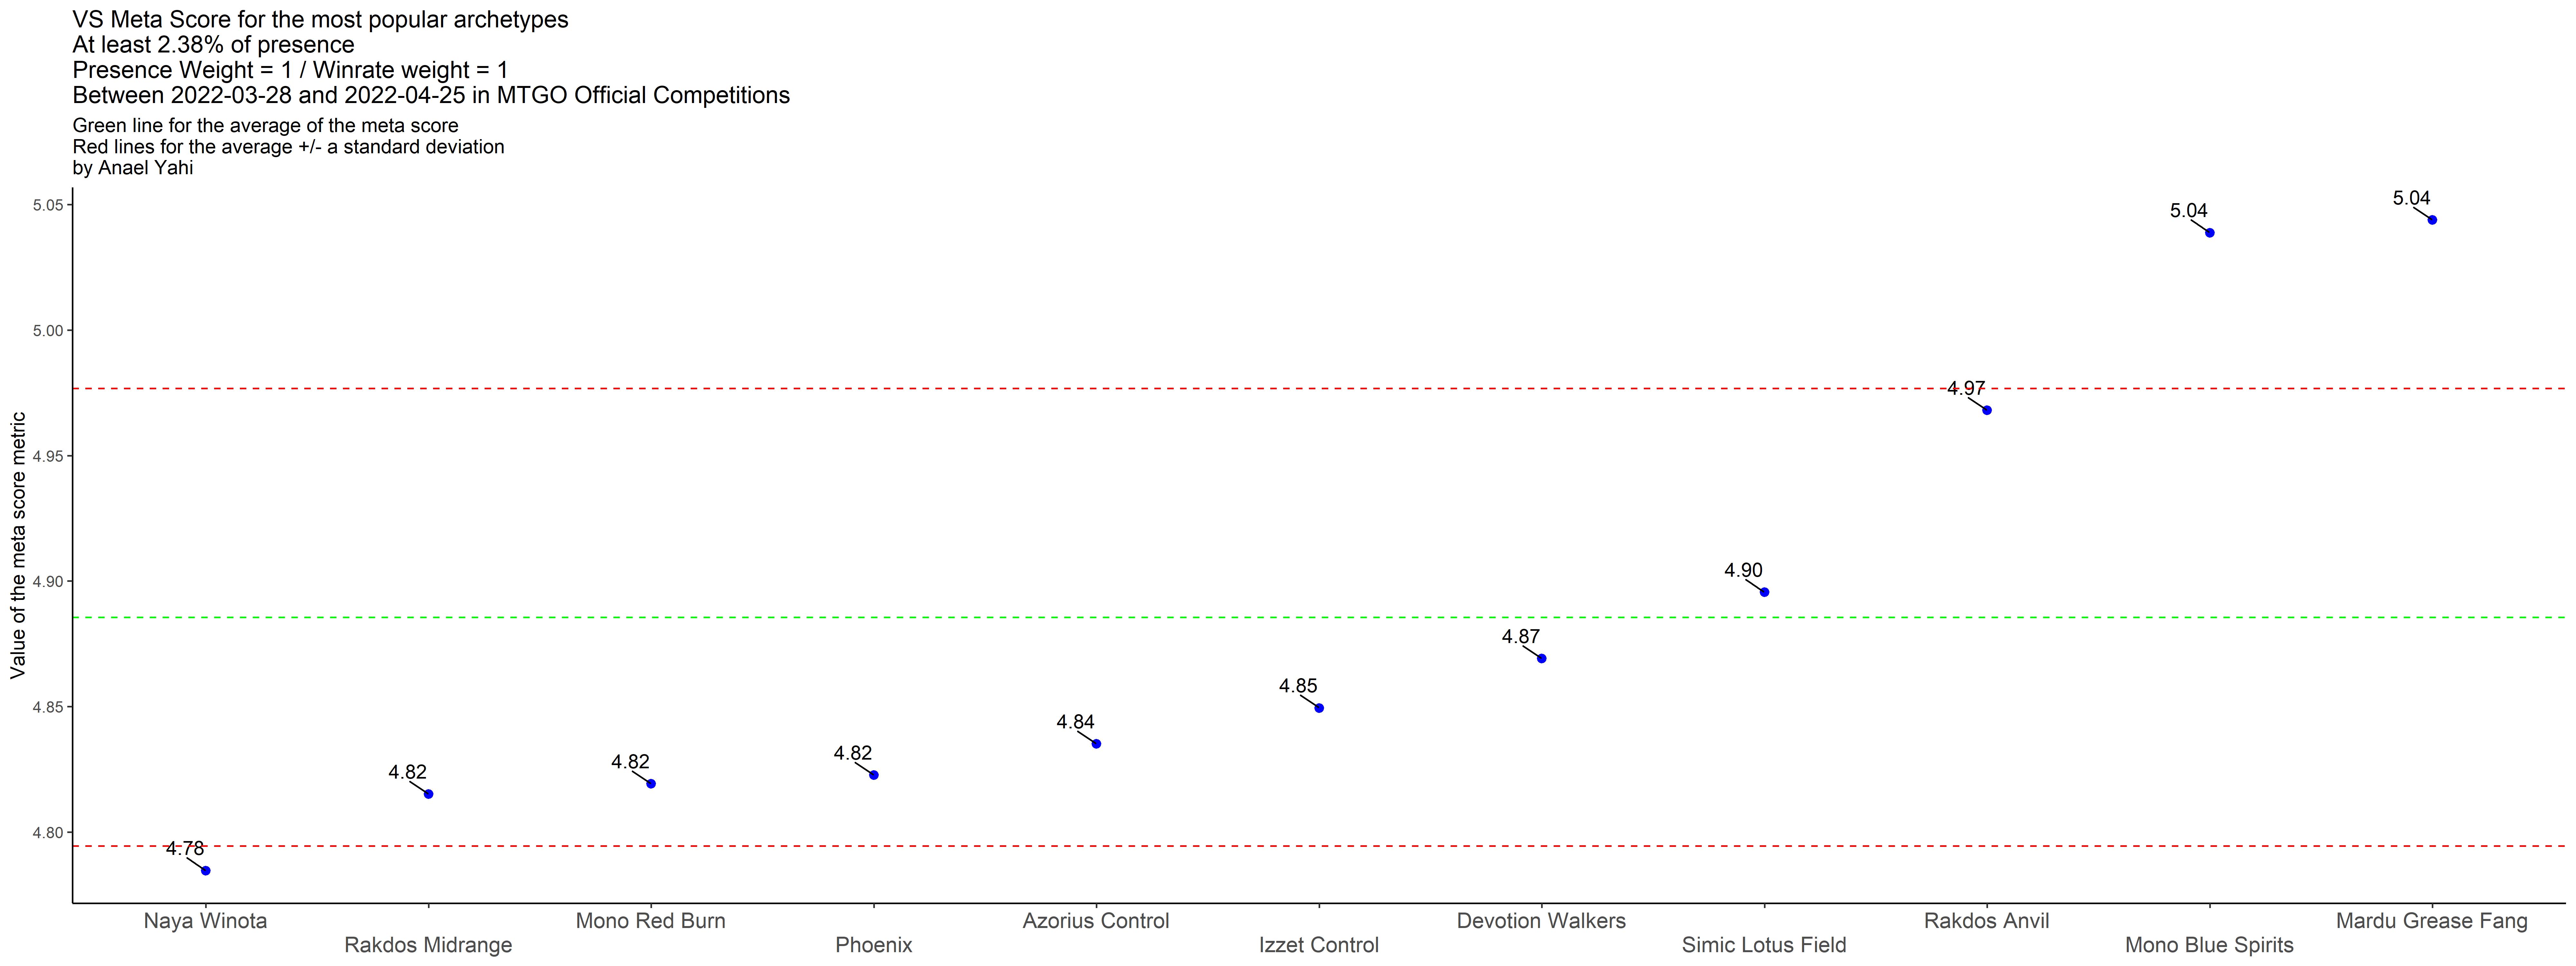 VS Meta Score for the most popular archetypes
At least 2.38% of presence
Presence Weight = 1 / Winrate weight = 1
Between 2022-03-28 and 2022-04-25 in MTGO Official Competitions
Green line for the average of the meta score
Red lines for the average +/- a standard deviation
by Anael Yahi
Value of the meta score metric
5.05
5.00
4.95
4.90
4.85
4.80
4.78
4.82
4.82
4.82
4.84
4.85
4.87
4.90
4.97
5.04
5.04
Naya Winota
Rakdos Midrange
Mono Red Burn
Phoenix
Azorius Control
Izzet Control
Devotion Walkers
Simic Lotus Field
Rakdos Anvil
Mono Blue Spirits
Mardu Grease Fang